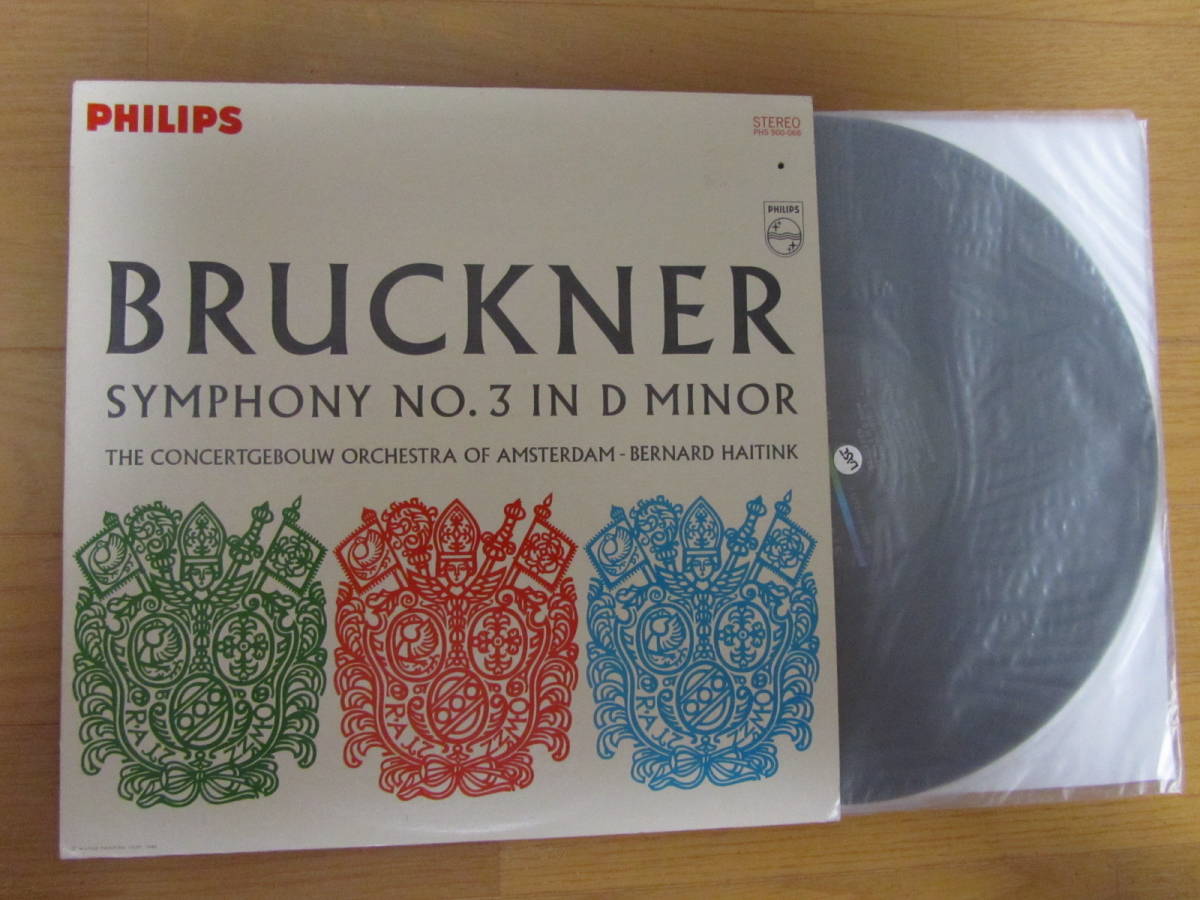 PHILIPS
STEREO
PHS 900-068
PHILIPS
BRUCKNER
SYMPHONY NO. 3 IN D MINOR
THE CONCERTGEBOUW ORCHESTRA OF AMSTERDAM - BERNARD HAITINK